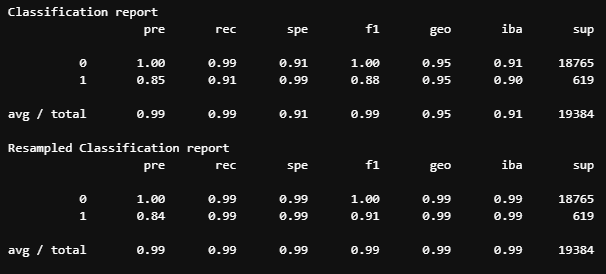 Classification report
pre rec spe f1 geo iba sup
0 1.00 0.99 0.91 1.00 0.95 0.91 18765
1 0.85 0.91 0.99 0.88 0.95 0.90 619
avg / total 0.99 0.99 0.91 0.99 0.95 0.91 19384
Resampled Classification report
pre rec spe f1 geo iba sup
0 1.00 0.99 0.99 1.00 0.99 0.99 18765
1 0.84 0.99 0.99 0.91 0.99 0.99 619
avg / total 0.99 0.99 0.99 0.99 0.99 0.99 19384